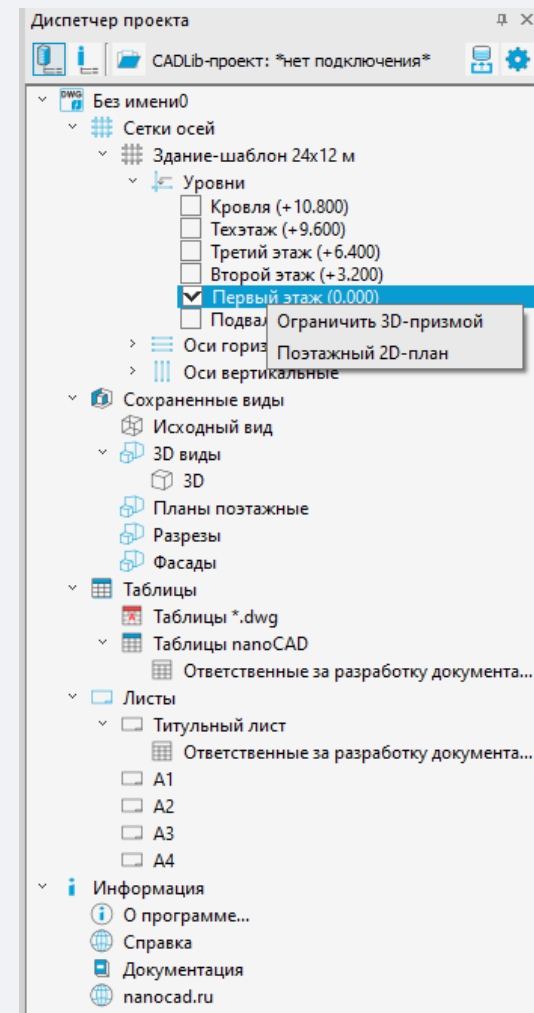 Диспетчер проекта
CADLib-проект: *нет подключения*
DWG
Без имени0
Сетки осей
Здание-шаблон 24x12 м
Уровни
Кровля (+10.800)
Техэтаж (+9.600)
Третий этаж (+6.400)
Второй этаж (+3.200)
Первый этаж (0.000)
Ограничить 3D-призмой
Поэтажный 2D-план
Оси вертикальные
Сохраненные виды
Исходный вид
3D виды
3D
Планы поэтажные
Разрезы
Фасады
Таблицы
Таблицы *.dwg
Таблицы nanoCAD
Ответственные за разработку документа...
Листы
Титульный лист
Ответственные за разработку документа...
A1
A2
A3
A4
Информация
О программе...
Справка
Документация
nanocad.ru